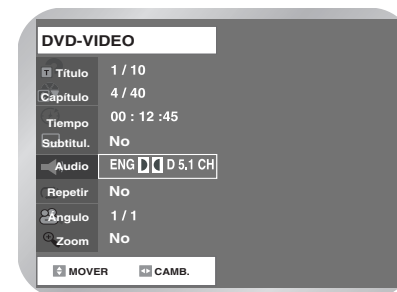 DVD-VIDEO
T Título 1 / 10
Capítulo 4 / 40
Tiempo 00 : 12 :45
Subtitul. No
Audio ENG D 5,1 CH
Repetir No
Ángulo 1 / 1
Zoom No
MOVER CAMB.